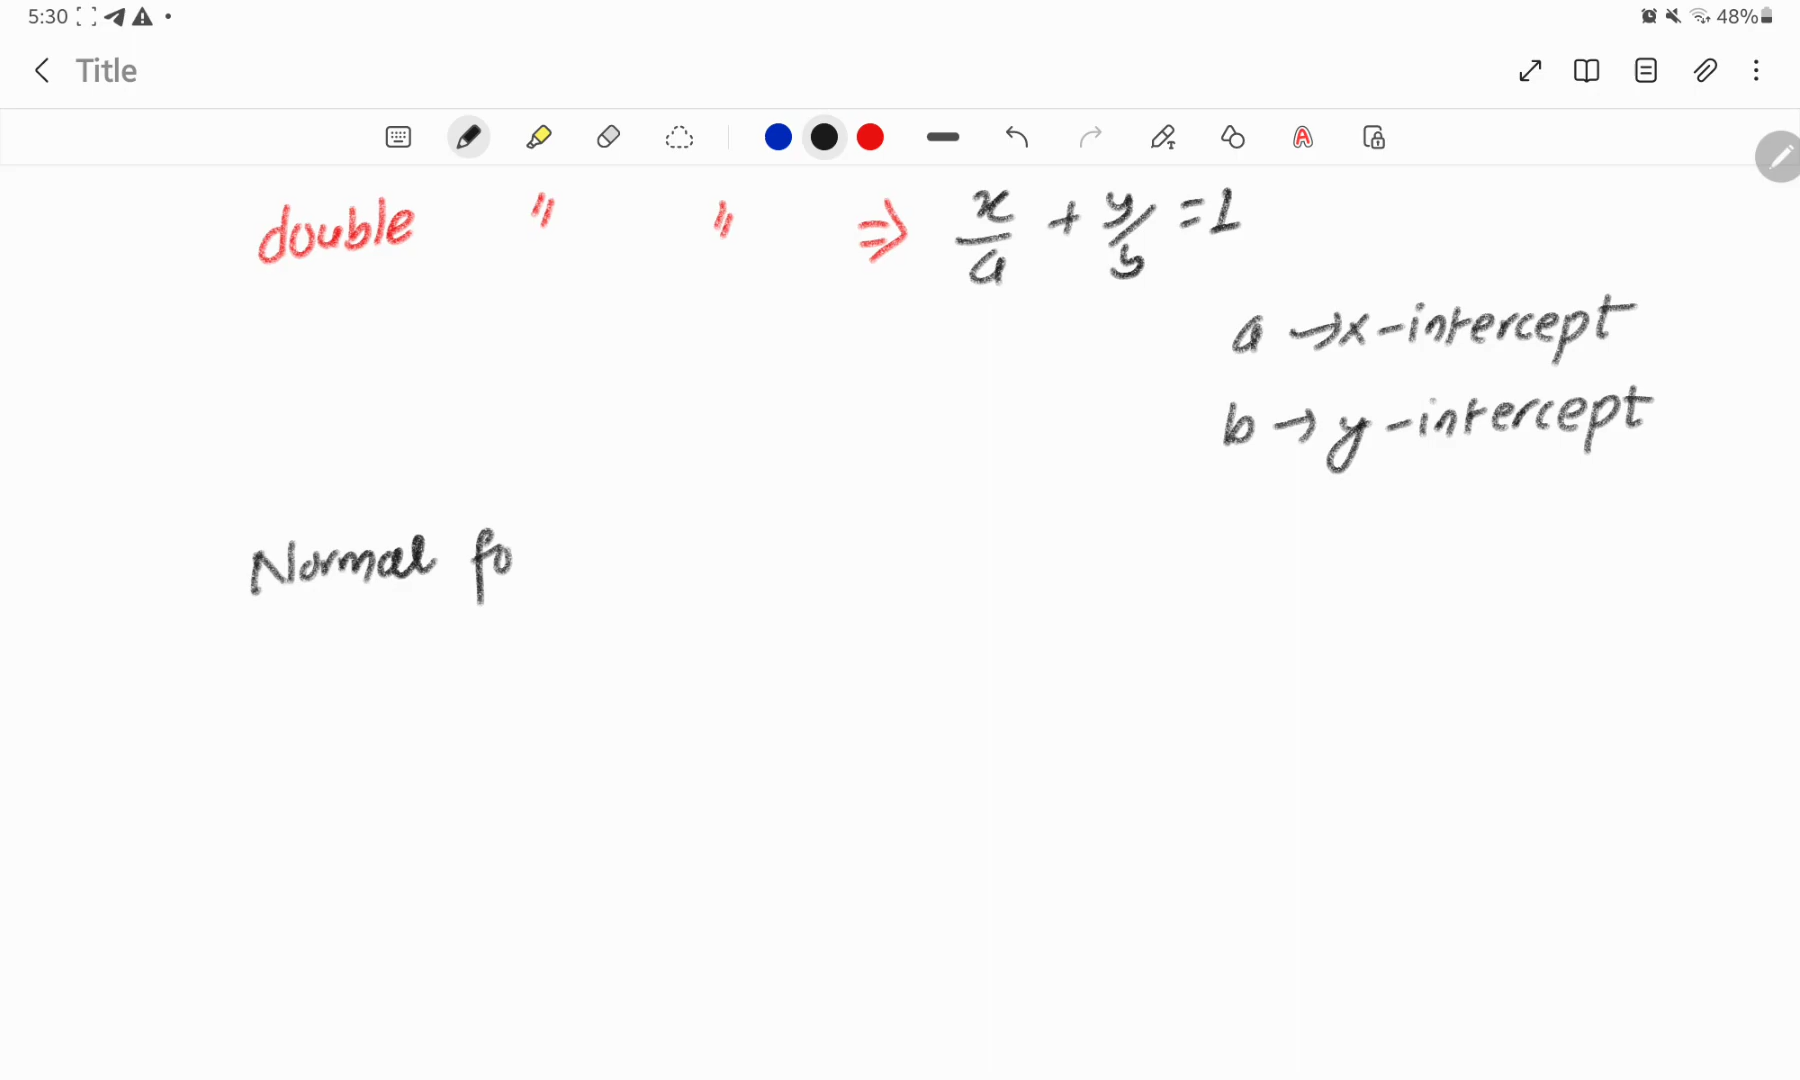 5:30 48%
Title
A
double " " ⇒ x/a + y/b = 1
a → x-intercept
b → y-intercept
Normal fo